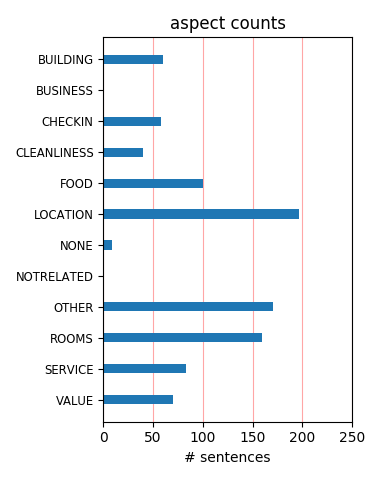 aspect counts
BUILDING
BUSINESS
CHECKIN
CLEANLINESS
FOOD
LOCATION
NONE
NOTRELATED
OTHER
ROOMS
SERVICE
VALUE
0 50 100 150 200 250
# sentences